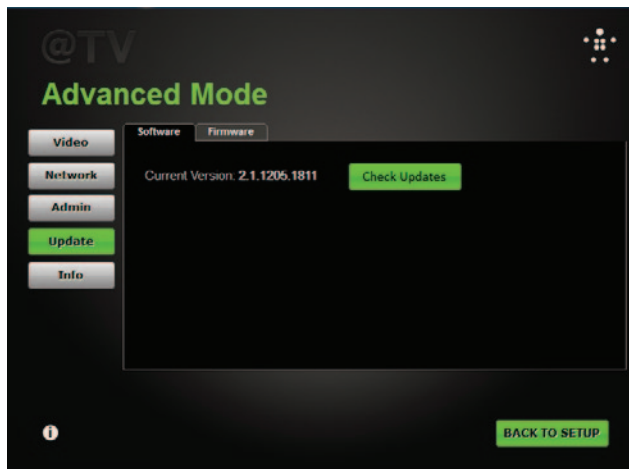 @TV
Advanced Mode
Software Firmware
Video
Network
Current Version: 2.1.1205.1811 Check Updates
Admin
Update
Info
BACK TO SETUP